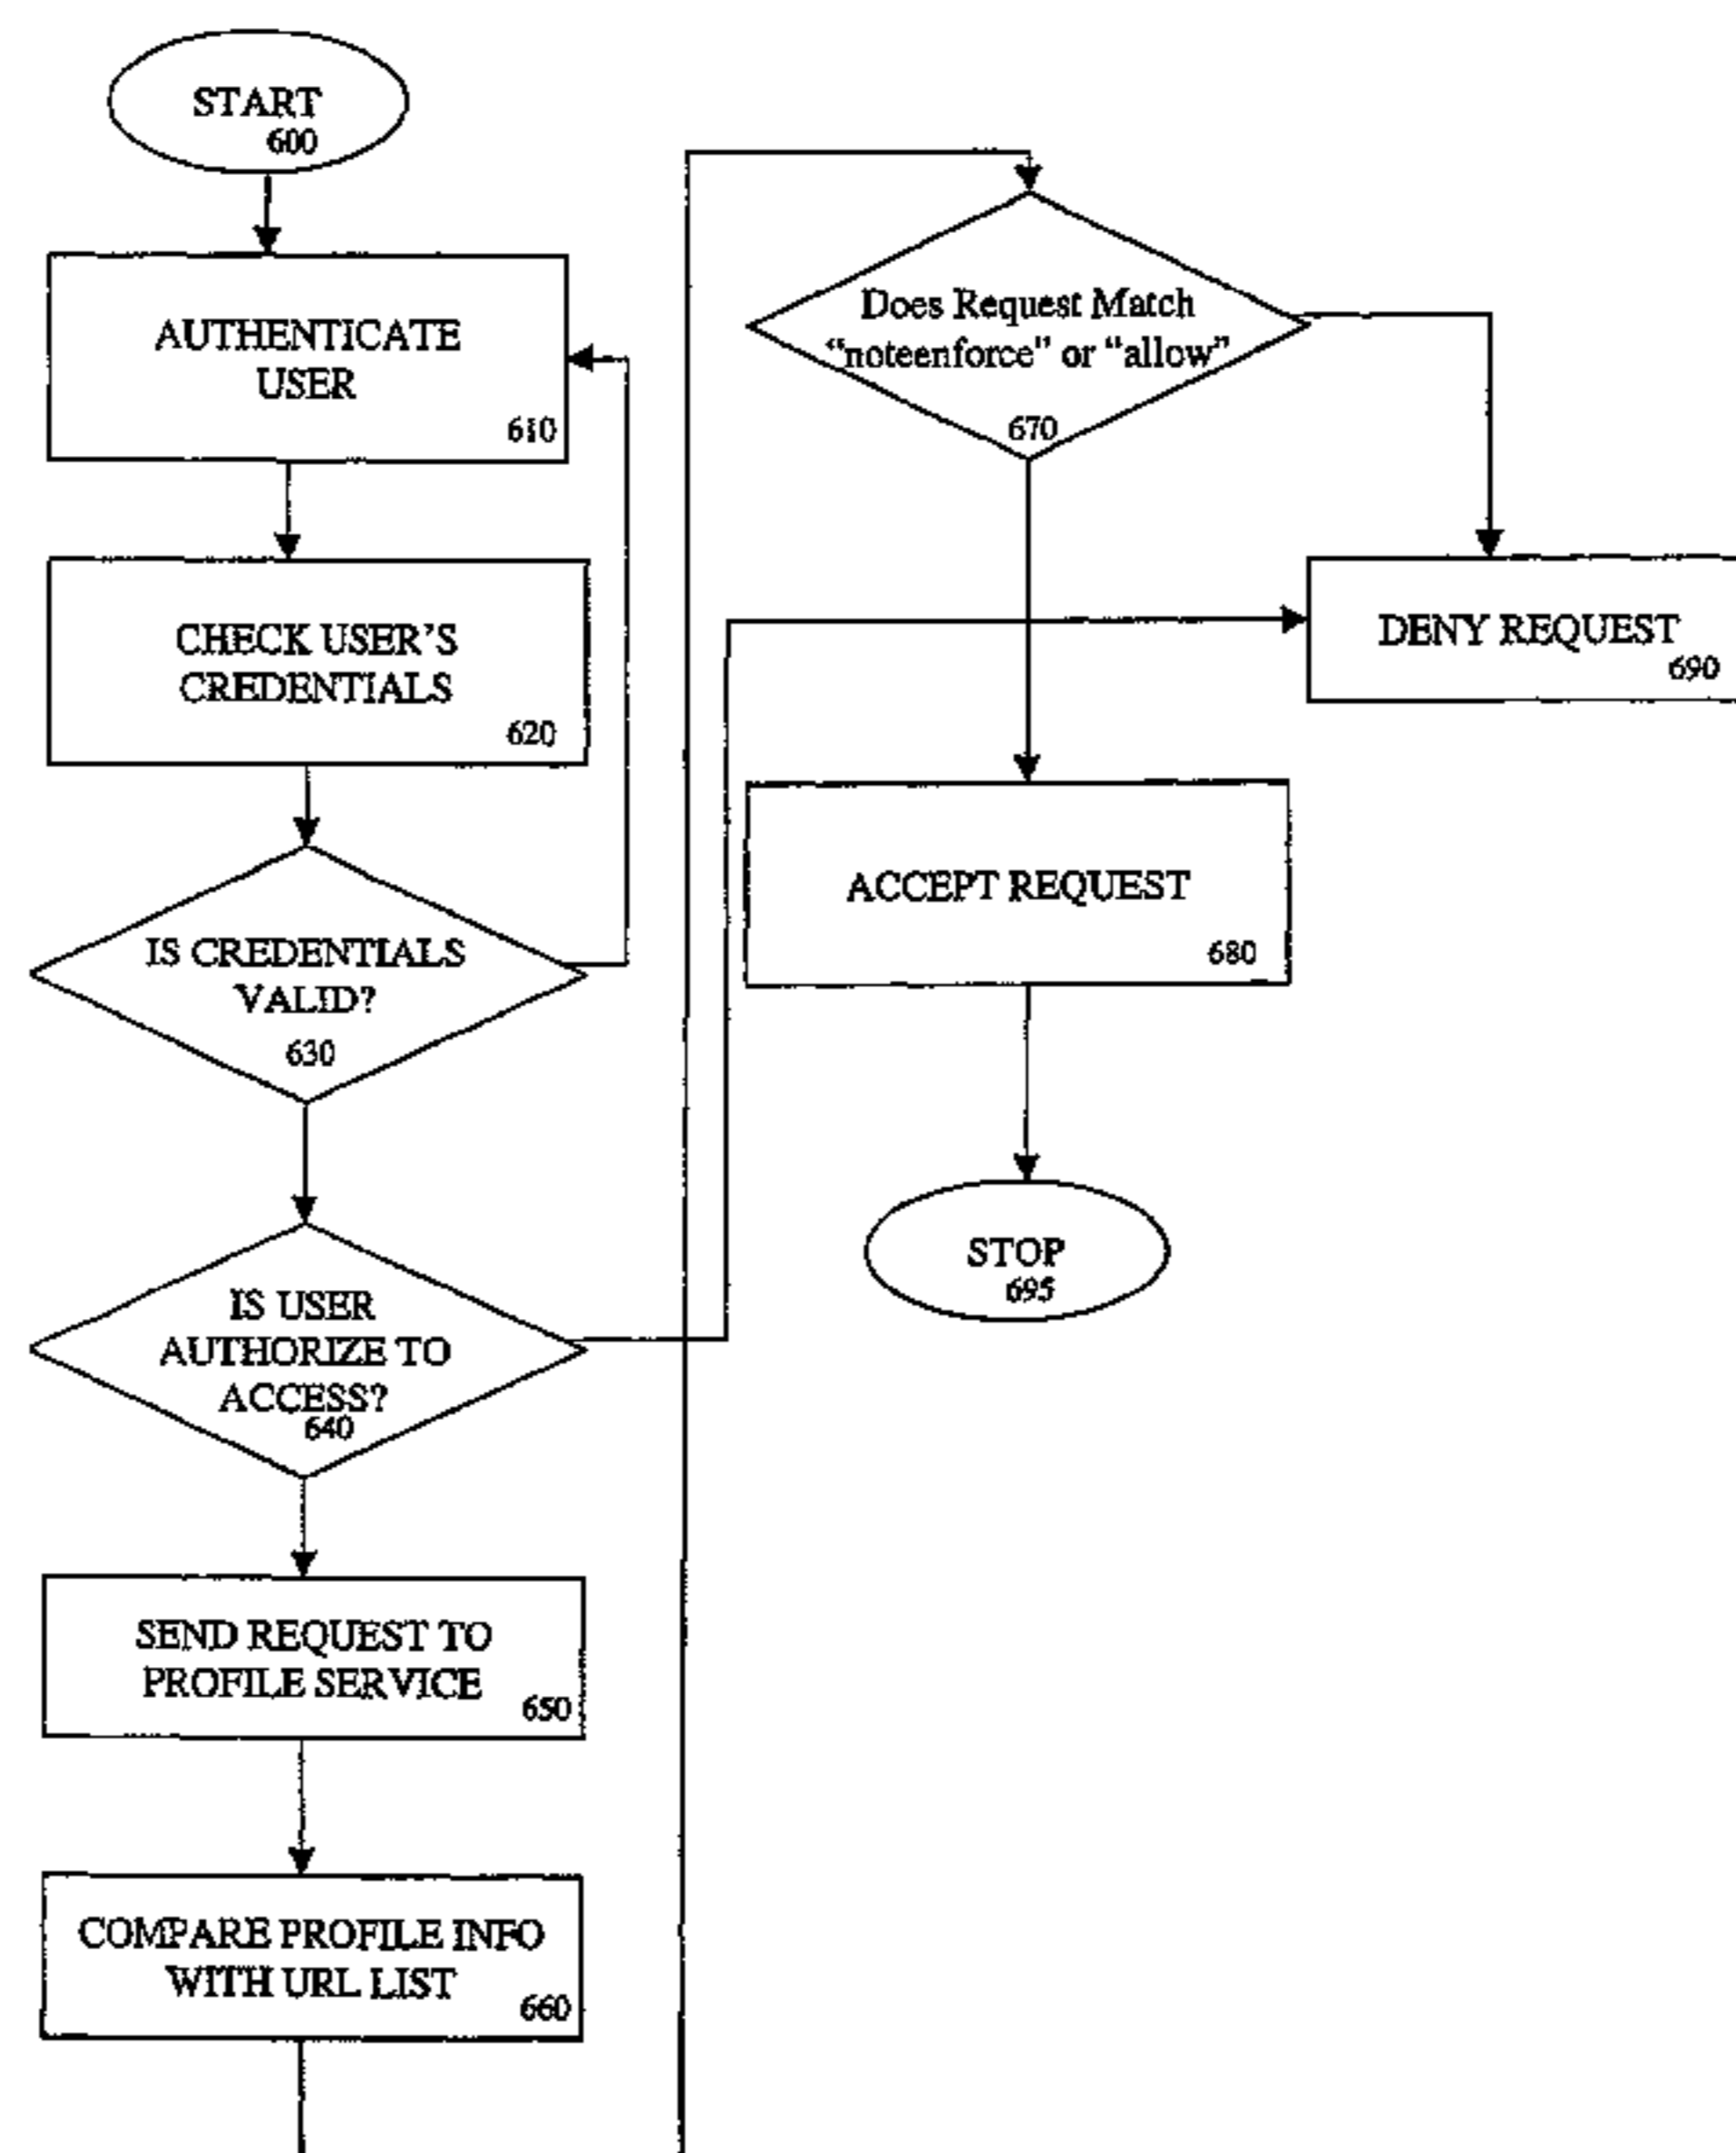 START
600
AUTHENTICATE
USER
610
CHECK USER'S
CREDENTIALS
620
IS CREDENTIALS
VALID?
630
IS USER
AUTHORIZE TO
ACCESS?
640
SEND REQUEST TO
PROFILE SERVICE
650
COMPARE PROFILE INFO
WITH URL LIST
660
Does Request Match
“noteenforce” or “allow”
670
DENY REQUEST
690
ACCEPT REQUEST
680
STOP
695